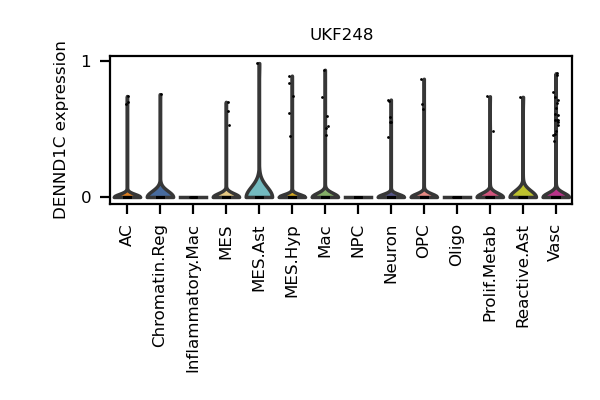 UKF248
DENND1C expression
1
0
AC
Chromatin.Reg
Inflammatory.Mac
MES
MES.Ast
MES.Hyp
Mac
NPC
Neuron
OPC
Oligo
Prolif.Metab
Reactive.Ast
Vasc